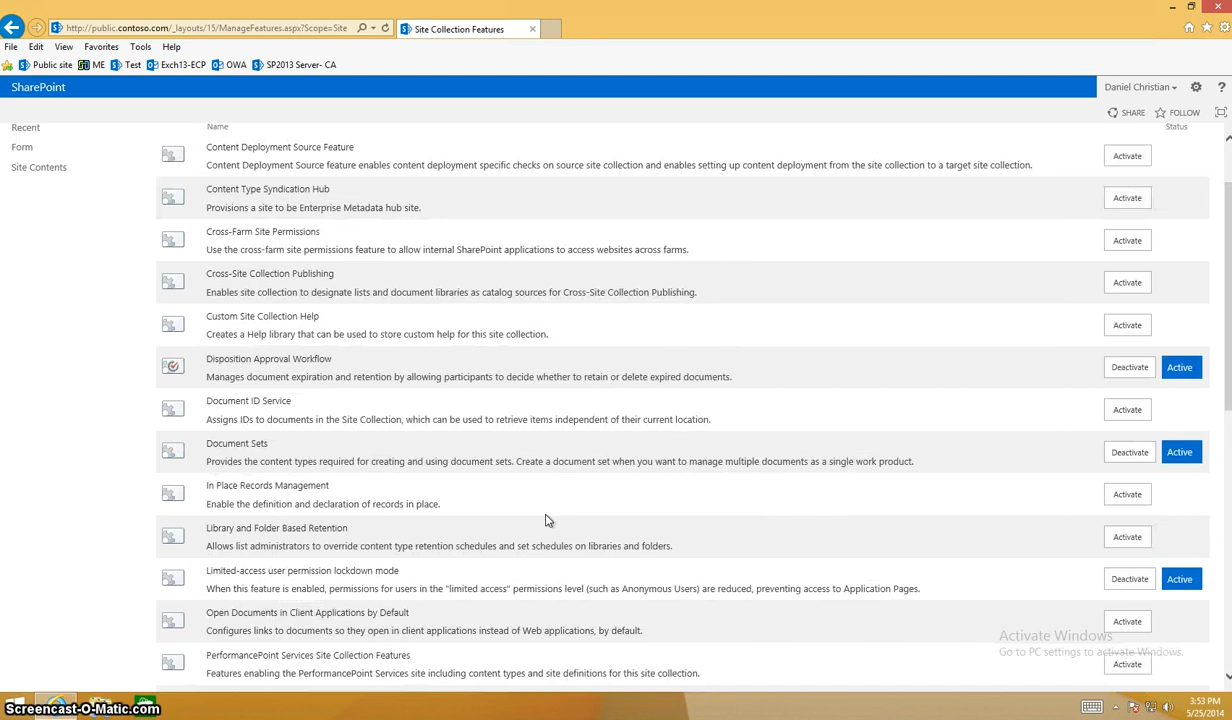 http://public.contoso.com/_layouts/15/ManageFeatures.aspx?Scope=Site
Site Collection Features
File Edit View Favorites Tools Help
Public site ME Test Exch13-ECP OWA SP2013 Server- CA
SharePoint
Daniel Christian
SHARE FOLLOW
Recent
Form
Site Contents
Name Status
Content Deployment Source Feature
Content Deployment Source feature enables content deployment specific checks on source site collection and enables setting up content deployment from the site collection to a target site collection.
Activate
Content Type Syndication Hub
Provisions a site to be Enterprise Metadata hub site.
Activate
Cross-Farm Site Permissions
Use the cross-farm site permissions feature to allow internal SharePoint applications to access websites across farms.
Activate
Cross-Site Collection Publishing
Enables site collection to designate lists and document libraries as catalog sources for Cross-Site Collection Publishing.
Activate
Custom Site Collection Help
Creates a Help library that can be used to store custom help for this site collection.
Activate
Disposition Approval Workflow
Manages document expiration and retention by allowing participants to decide whether to retain or delete expired documents.
Deactivate Active
Document ID Service
Assigns IDs to documents in the Site Collection, which can be used to retrieve items independent of their current location.
Activate
Document Sets
Provides the content types required for creating and using document sets. Create a document set when you want to manage multiple documents as a single work product.
Deactivate Active
In Place Records Management
Enable the definition and declaration of records in place.
Activate
Library and Folder Based Retention
Allows list administrators to override content type retention schedules and set schedules on libraries and folders.
Activate
Limited-access user permission lockdown mode
When this feature is enabled, permissions for users in the "limited access" permissions level (such as Anonymous Users) are reduced, preventing access to Application Pages.
Deactivate Active
Open Documents in Client Applications by Default
Configures links to documents so they open in client applications instead of Web applications, by default.
Activate
Activate Windows
Go to PC settings to activate Windows.
PerformancePoint Services Site Collection Features
Features enabling the PerformancePoint Services site including content types and site definitions for this site collection.
Activate
Screencast-O-Matic.com
3:53 PM
5/25/2014